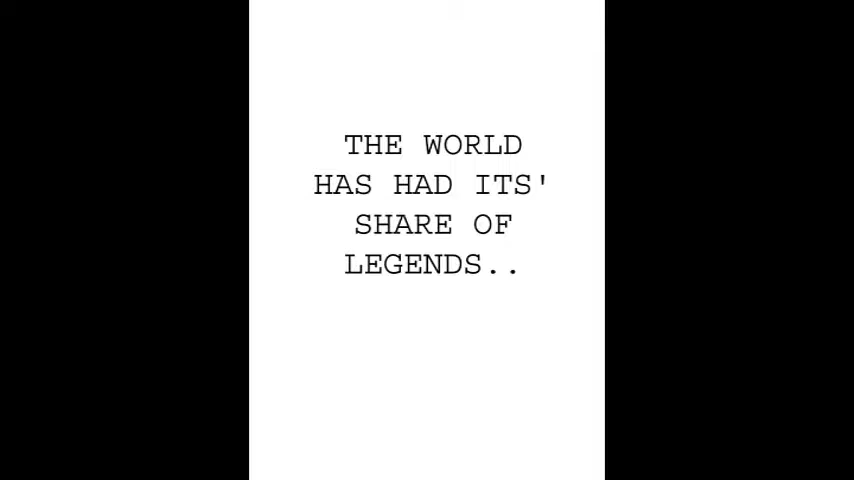 THE WORLD
HAS HAD ITS'
SHARE OF
LEGENDS..